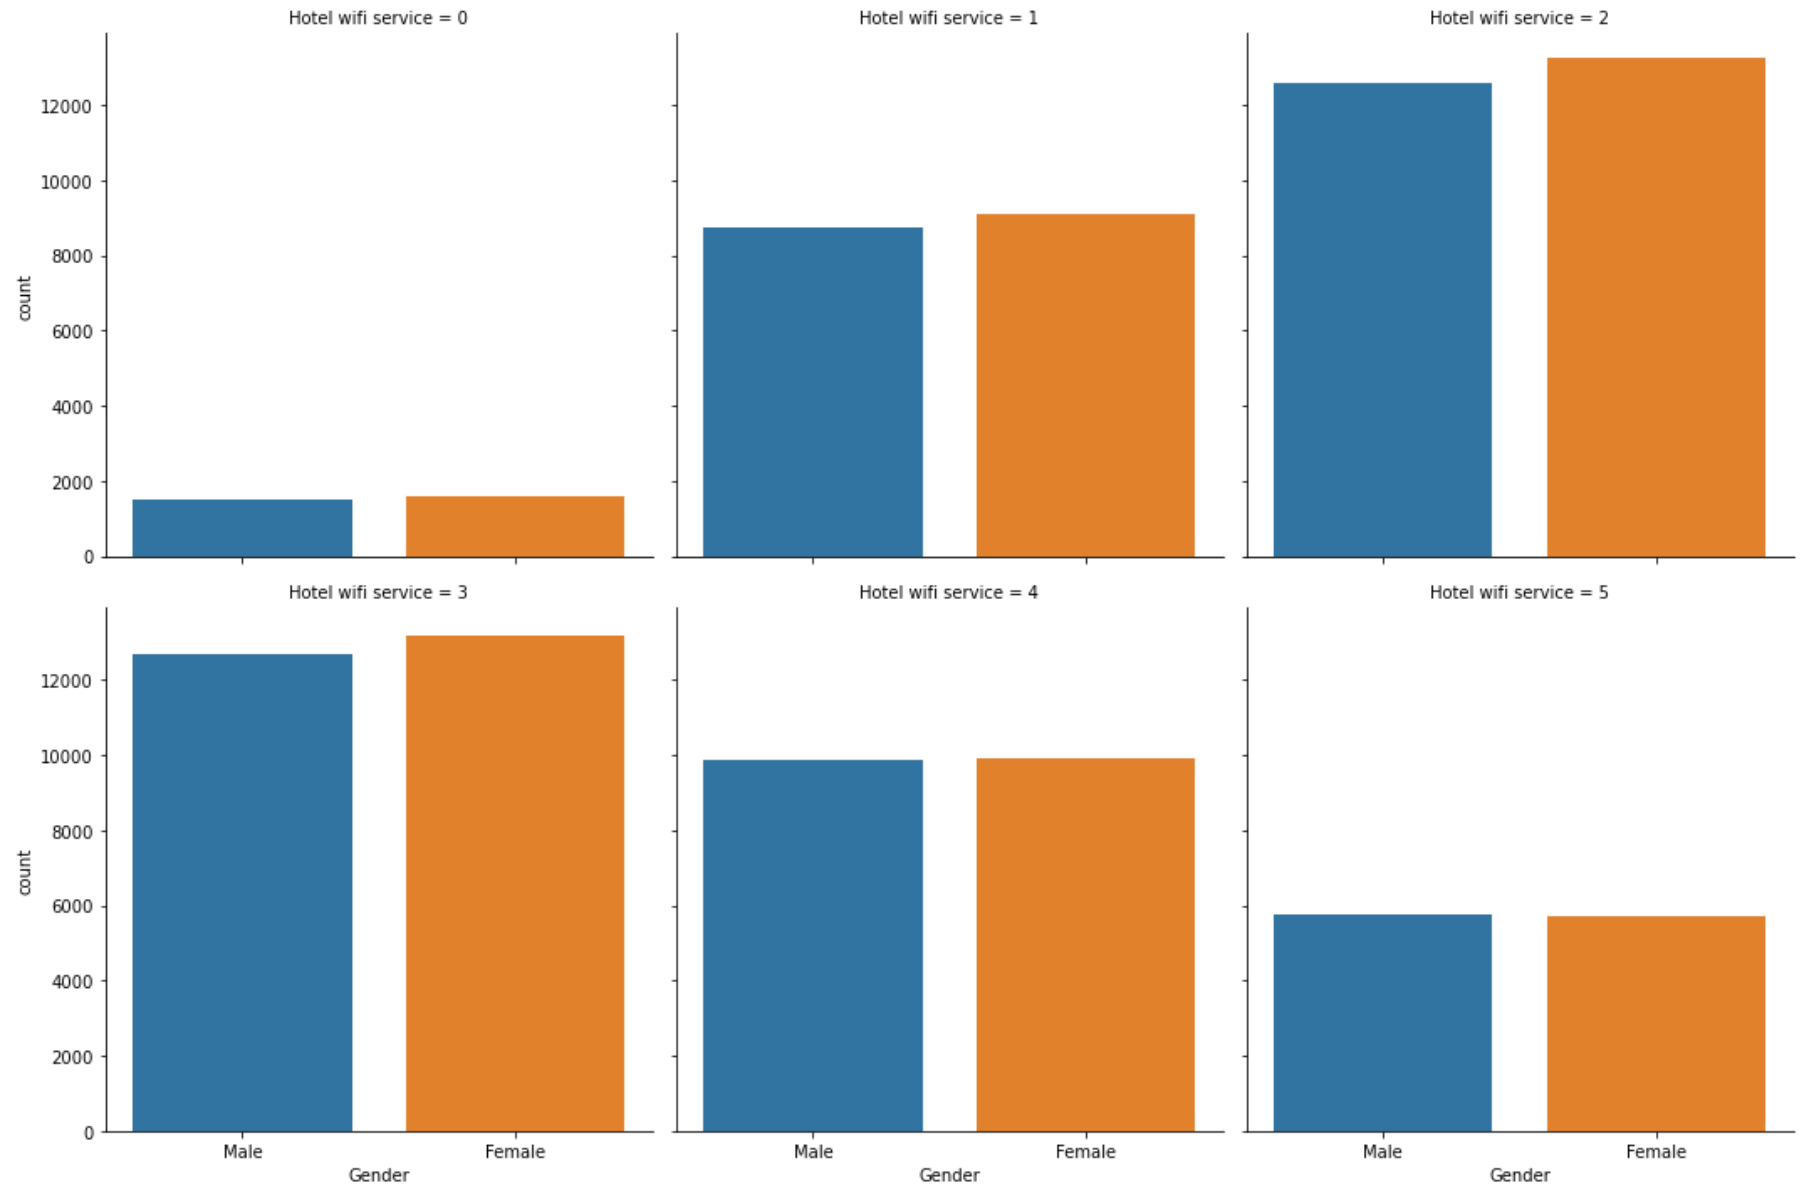 Hotel wifi service = 0
Hotel wifi service = 1
Hotel wifi service = 2
12000
10000
8000
6000
4000
2000
0
count
Hotel wifi service = 3
Hotel wifi service = 4
Hotel wifi service = 5
12000
10000
8000
6000
4000
2000
0
count
Male
Female
Male
Female
Male
Female
Gender
Gender
Gender